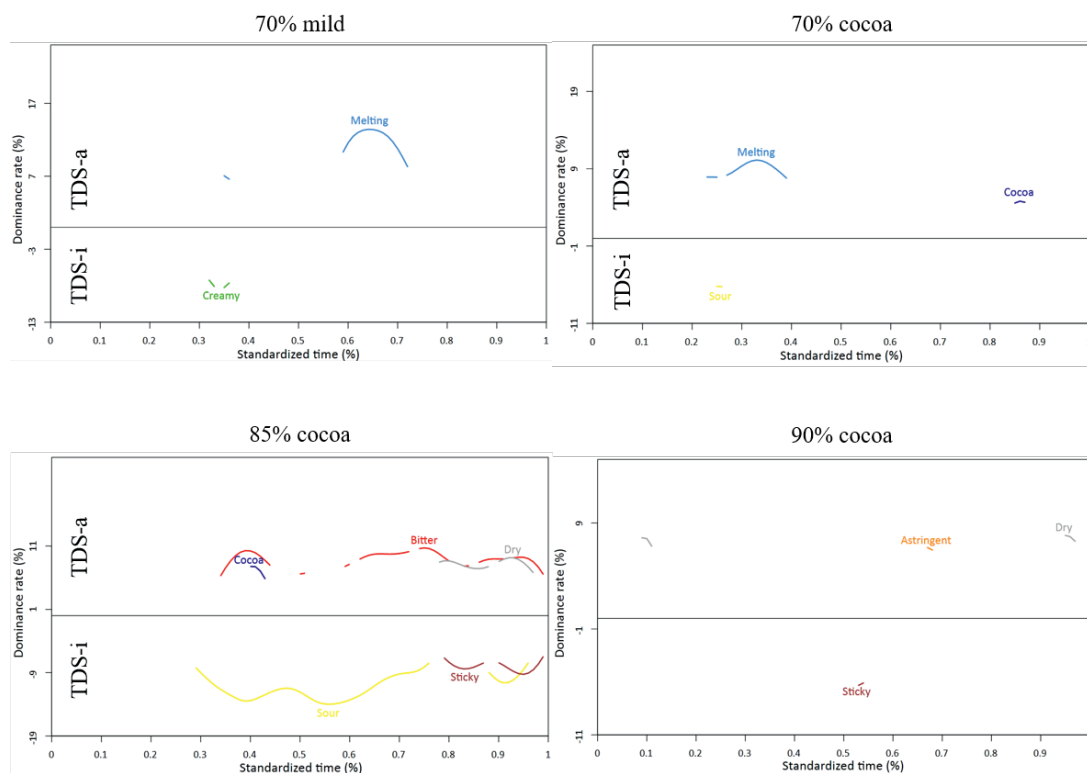 70% mild
Dominance rate (%)
17
7
-3
-13
TDS-a
TDS-i
Melting
Creamy
0
0.1
0.2
0.3
0.4
0.5
0.6
0.7
0.8
0.9
1
Standardized time (%)
70% cocoa
Dominance rate (%)
19
9
-1
-11
TDS-a
TDS-i
Melting
Cocoa
Sour
0
0.1
0.2
0.3
0.4
0.5
0.6
0.7
0.8
0.9
Standardized time (%)
85% cocoa
Dominance rate (%)
11
1
-9
-19
TDS-a
TDS-i
Cocoa
Bitter
Dry
Sticky
Sour
0
0.1
0.2
0.3
0.4
0.5
0.6
0.7
0.8
0.9
1
Standardized time (%)
90% cocoa
Dominance rate (%)
9
-1
-11
Astringent
Dry
Sticky
0
0.1
0.2
0.3
0.4
0.5
0.6
0.7
0.8
0.9
1
Standardized time (%)